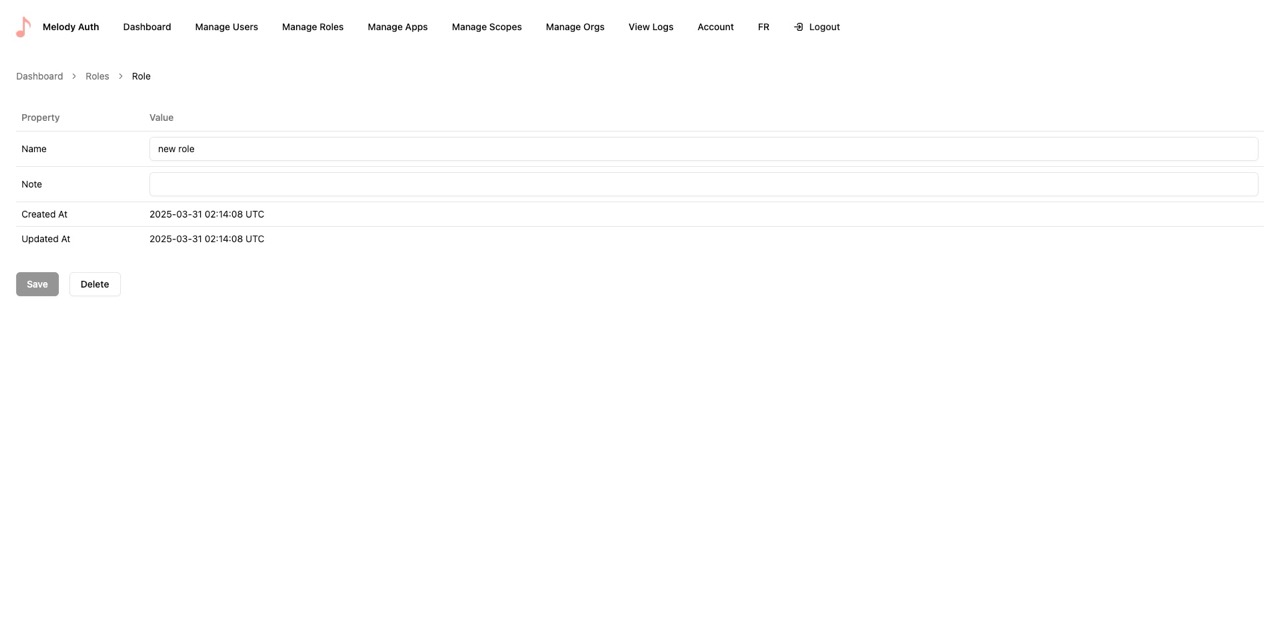 Melody Auth Dashboard Manage Users Manage Roles Manage Apps Manage Scopes Manage Orgs View Logs Account FR Logout
Dashboard Roles Role
Property Value
Name new role
Note
Created At 2025-03-31 02:14:08 UTC
Updated At 2025-03-31 02:14:08 UTC
Save Delete